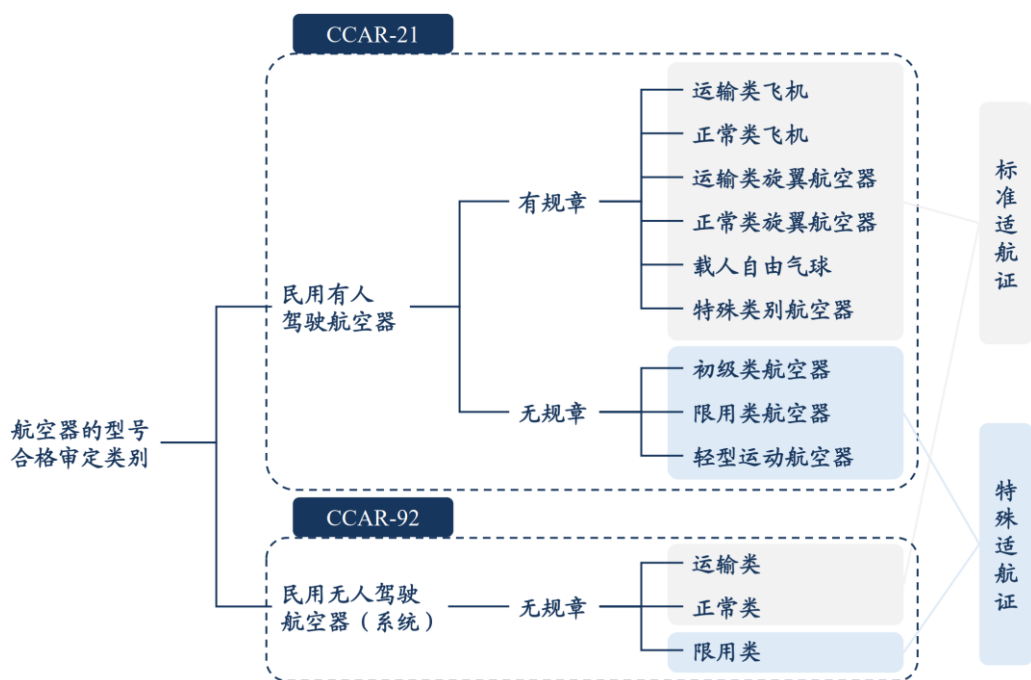 CCAR-21
运输类飞机
正常类飞机
运输类旋翼航空器
有规章
正常类旋翼航空器
载人自由气球
民用有人
驾驶航空器
特殊类别航空器
初级类航空器
无规章
限用类航空器
轻型运动航空器
航空器的型号
合格审定类别
CCAR-92
运输类
民用无人驾驶
航空器（系统）
无规章
正常类
限用类
标准适航证
特殊适航证